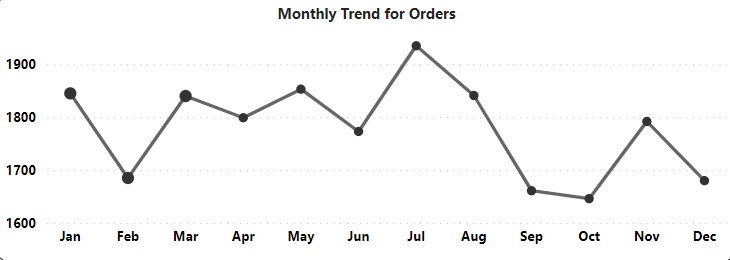 Monthly Trend for Orders
1900
1800
1700
1600
Jan Feb Mar Apr May Jun Jul Aug Sep Oct Nov Dec